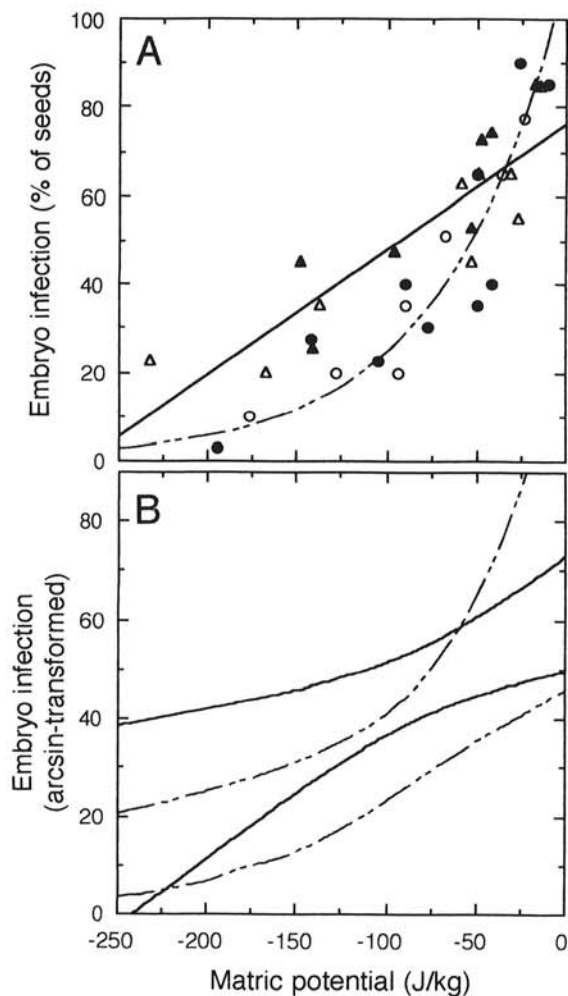 A
100
80
60
40
20
0
Embryo infection (% of seeds)
B
80
60
40
20
0
Embryo infection
(arcsin-transformed)
-250 -200 -150 -100 -50 0
Matric potential (J/kg)